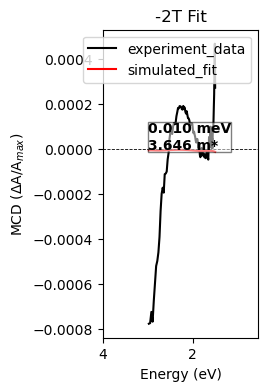 -2T Fit
experiment_data
simulated_fit
0.0004
0.0002
0.0000
−0.0002
−0.0004
−0.0006
−0.0008
0.010 meV
3.646 m*
4
2
Energy (eV)
MCD (ΔA/A_max)